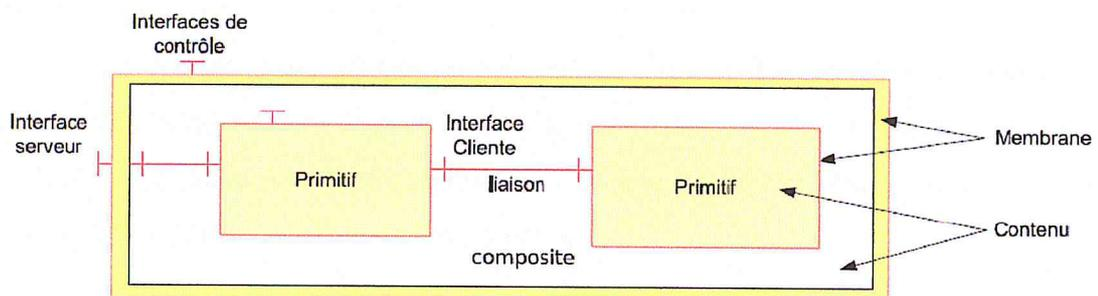 Interfaces de
contrôle
Interface
serveur
Interface
Cliente
liaison
Primitif
Primitif
composite
Membrane
Contenu